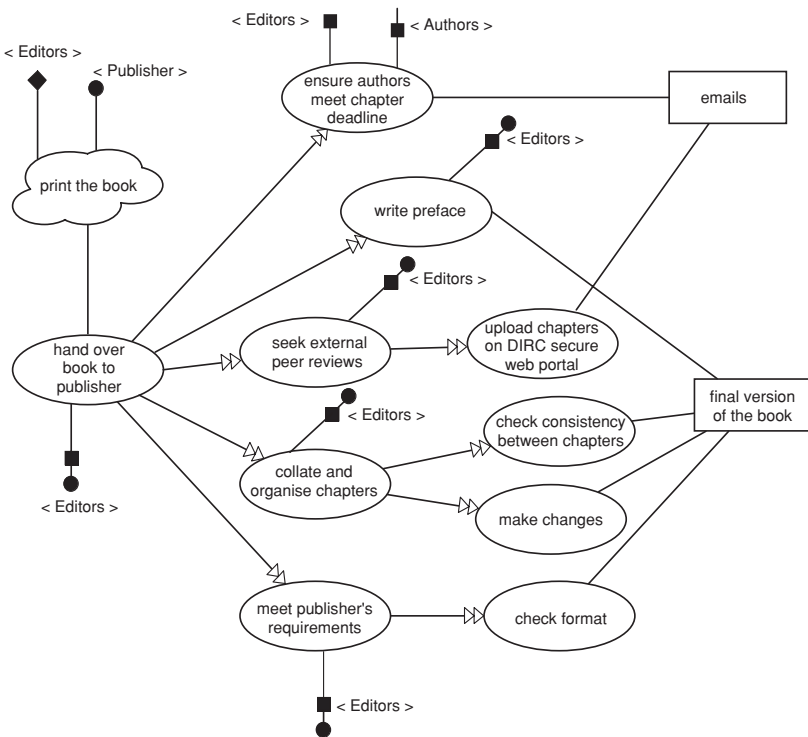 < Editors >
< Authors >
< Editors >
< Publisher >
ensure authors
meet chapter
deadline
emails
< Editors >
print the book
write preface
< Editors >
hand over
book to
publisher
seek external
peer reviews
upload chapters
on DIRC secure
web portal
final version
of the book
< Editors >
check consistency
between chapters
collate and
organise chapters
< Editors >
make changes
meet publisher's
requirements
check format
< Editors >